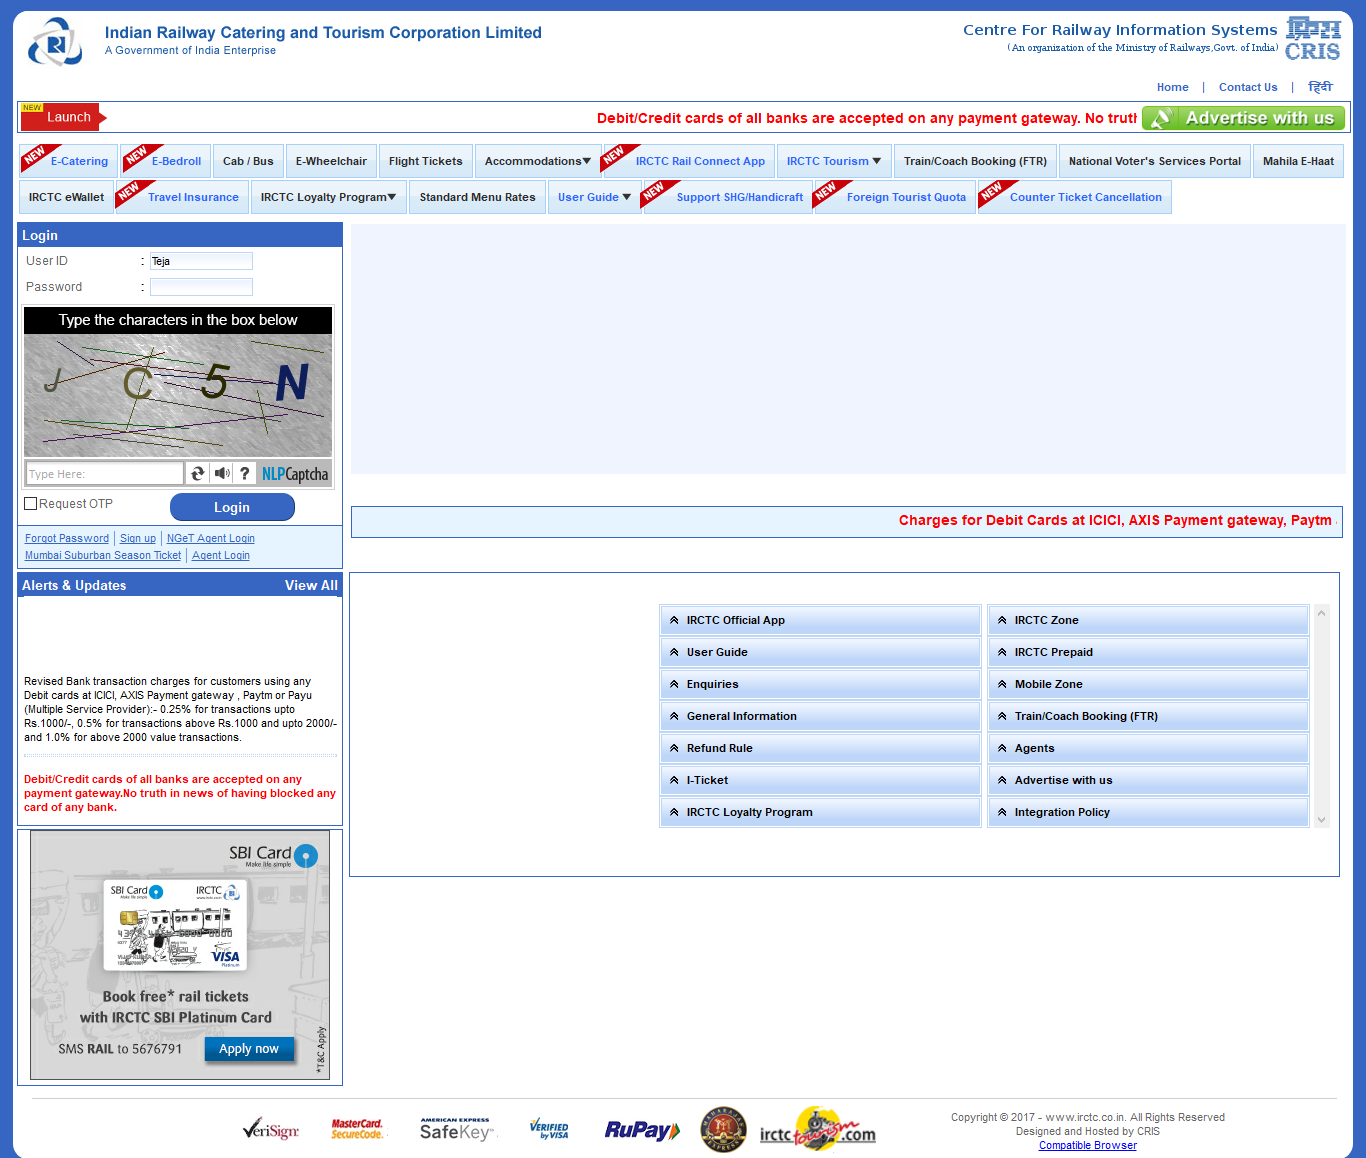 Indian Railway Catering and Tourism Corporation Limited
A Government of India Enterprise
Centre For Railway Information Systems
(An organization of the Ministry of Railways,Govt. of India)
CRIS
Home | Contact Us | हिंदी
NEW
Launch
Debit/Credit cards of all banks are accepted on any payment gateway. No truth
Advertise with us
NEW E-Catering
NEW E-Bedroll
Cab / Bus
E-Wheelchair
Flight Tickets
Accommodations
NEW IRCTC Rail Connect App
IRCTC Tourism
Train/Coach Booking (FTR)
National Voter's Services Portal
Mahila E-Haat
IRCTC eWallet
NEW Travel Insurance
IRCTC Loyalty Program
Standard Menu Rates
User Guide
NEW Support SHG/Handicraft
NEW Foreign Tourist Quota
NEW Counter Ticket Cancellation
Login
User ID : Teja
Password :
Type the characters in the box below
J C 5 N
Type Here:
? NLPCaptcha
Request OTP
Login
Forgot Password | Sign up | NGeT Agent Login
Mumbai Suburban Season Ticket | Agent Login
Charges for Debit Cards at ICICI, AXIS Payment gateway, Paytm
Alerts & Updates
View All
Revised Bank transaction charges for customers using any
Debit cards at ICICI, AXIS Payment gateway , Paytm or Payu
(Multiple Service Provider):- 0.25% for transactions upto
Rs.1000/-, 0.5% for transactions above Rs.1000 and upto 2000/-
and 1.0% for above 2000 value transactions.
Debit/Credit cards of all banks are accepted on any
payment gateway.No truth in news of having blocked any
card of any bank.
IRCTC Official App
User Guide
Enquiries
General Information
Refund Rule
I-Ticket
IRCTC Loyalty Program
IRCTC Zone
IRCTC Prepaid
Mobile Zone
Train/Coach Booking (FTR)
Agents
Advertise with us
Integration Policy
SBI Card
Make life simple
SBI Card
Make life simple
IRCTC
VISA
Platinum
Book free* rail tickets
with IRCTC SBI Platinum Card
SMS RAIL to 5676791
Apply now
*T&C Apply
VeriSign
MasterCard.
SecureCode.
AMERICAN EXPRESS
SafeKey
VERIFIED
by VISA
RuPay
irctc tourism .com
Copyright © 2017 - www.irctc.co.in. All Rights Reserved
Designed and Hosted by CRIS
Compatible Browser